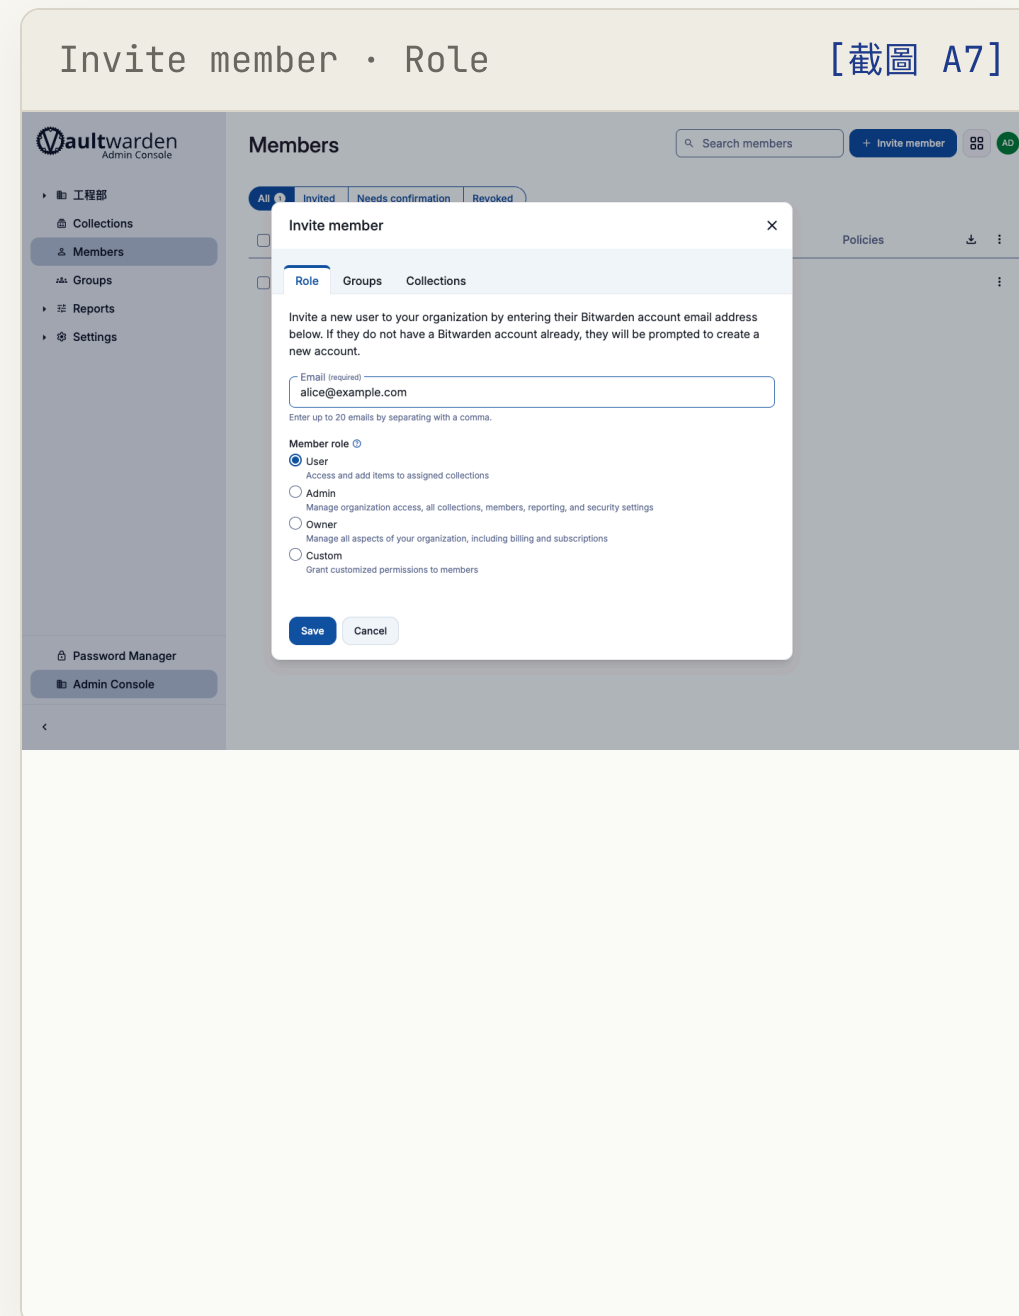 Invite member · Role
[截圖 A7]
Vaultwarden
Admin Console
工程部
Collections
Members
Groups
Reports
Settings
Password Manager
Admin Console
Members
Search members
+ Invite member
AD
All
Invited
Needs confirmation
Revoked
Policies
Invite member
Role
Groups
Collections
Invite a new user to your organization by entering their Bitwarden account email address
below. If they do not have a Bitwarden account already, they will be prompted to create a
new account.
Email (required)
alice@example.com
Enter up to 20 emails by separating with a comma.
Member role
User
Access and add items to assigned collections
Admin
Manage organization access, all collections, members, reporting, and security settings
Owner
Manage all aspects of your organization, including billing and subscriptions
Custom
Grant customized permissions to members
Save
Cancel